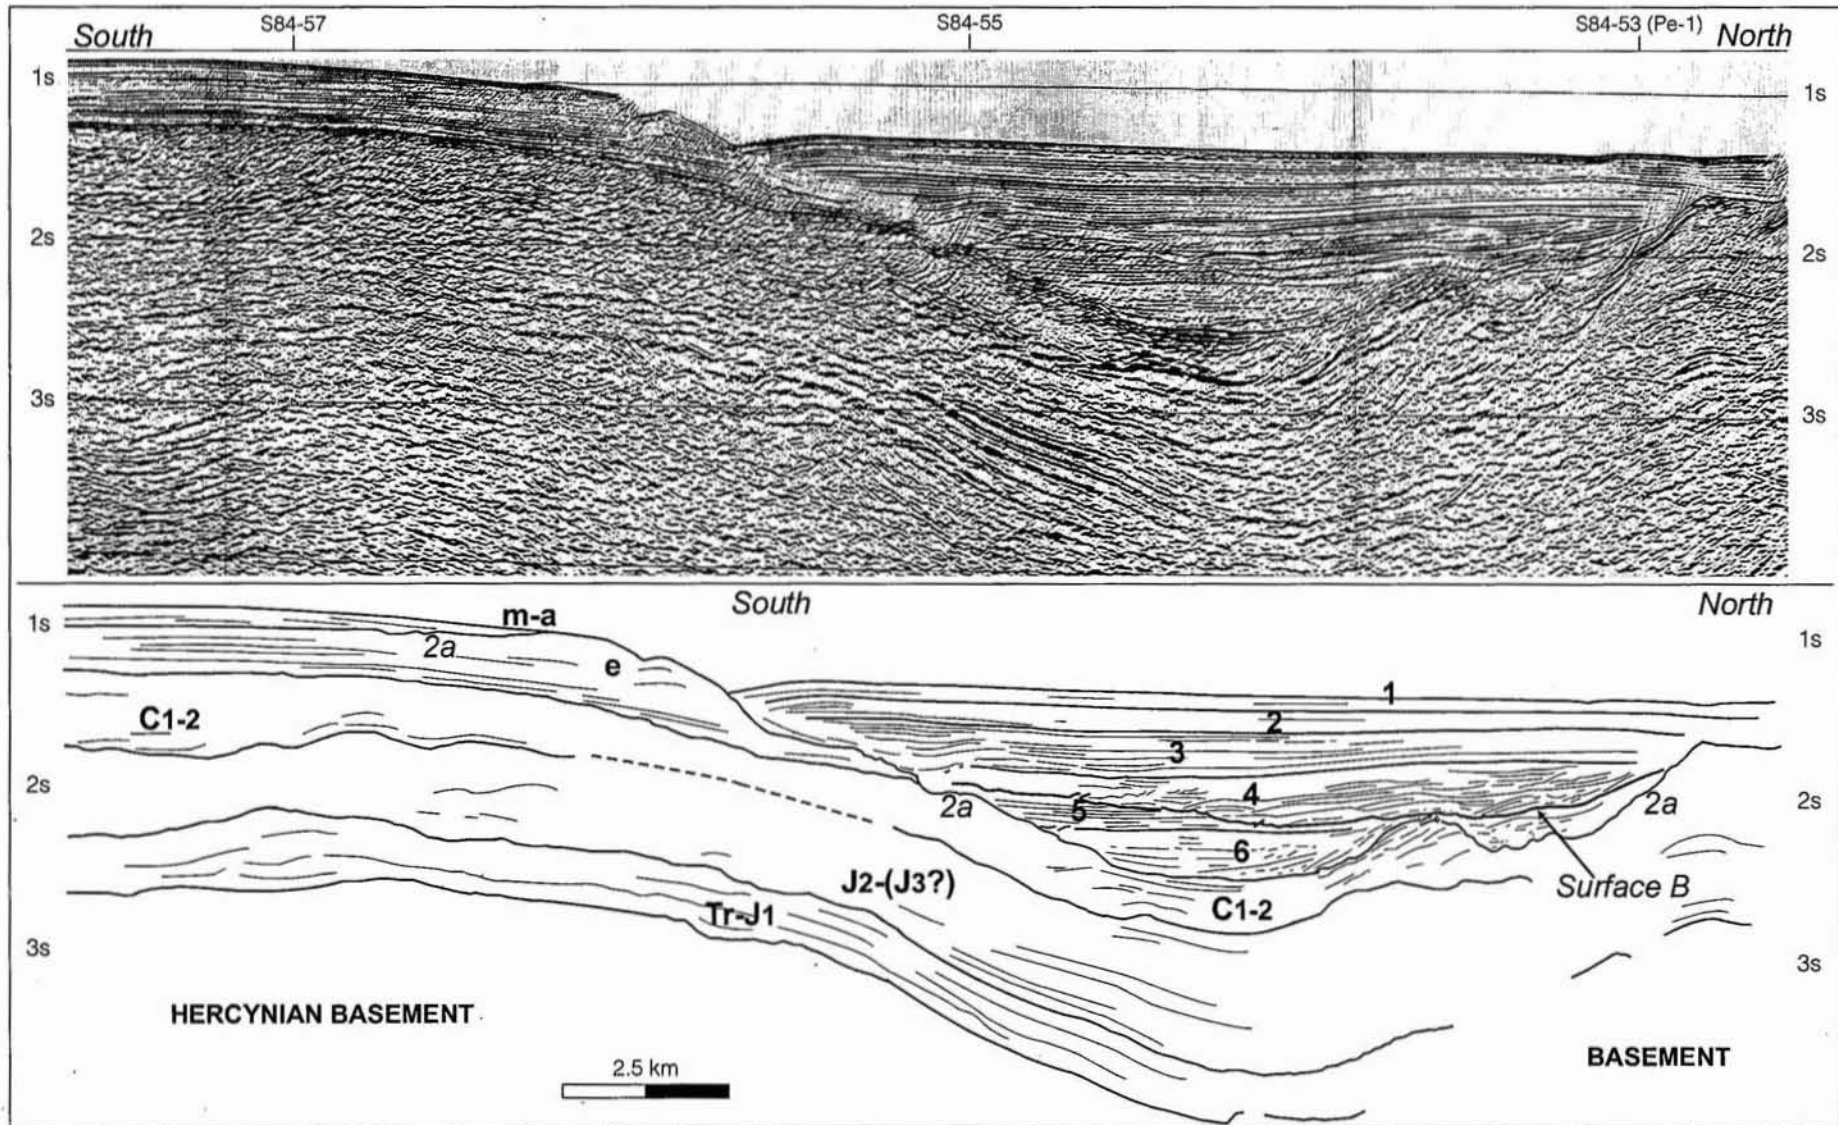 S84-57 S84-55 S84-53 (Pe-1)
South North
1s 1s
2s 2s
3s 3s
South North
1s m-a 1s
2a
e
1
C1-2 2
3
2s 4 2s
5 2a 2a
6
Surface B
J2-(J3?) C1-2
Tr-J1
3s 3s
HERCYNIAN BASEMENT
BASEMENT
2.5 km